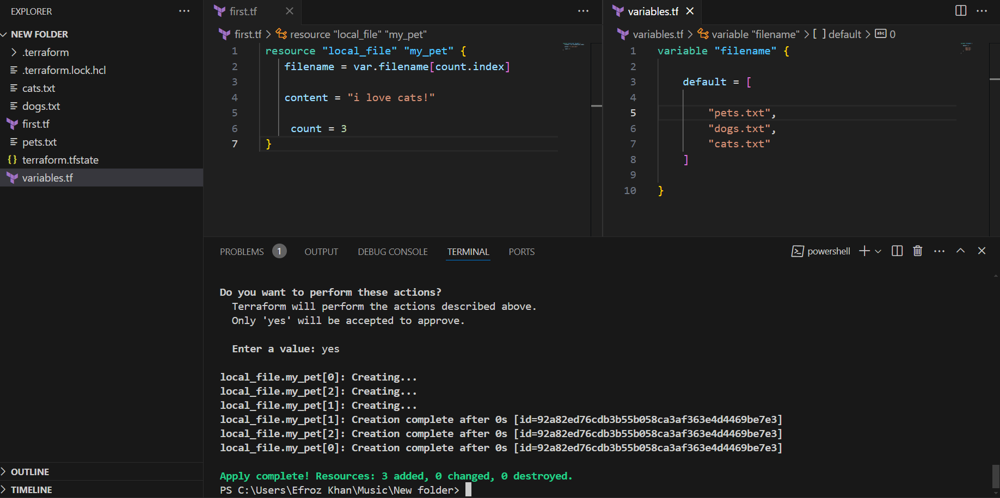 EXPLORER
NEW FOLDER
.terraform
.terraform.lock.hcl
cats.txt
dogs.txt
first.tf
pets.txt
terraform.tfstate
variables.tf
OUTLINE
TIMELINE
first.tf
first.tf > resource "local_file" "my_pet"
1 resource "local_file" "my_pet" {
2 filename = var.filename[count.index]
3
4 content = "i love cats!"
5
6 count = 3
7 }
variables.tf
variables.tf > variable "filename" > [ ] default > abc 0
1 variable "filename" {
2
3 default = [
4
5 "pets.txt",
6 "dogs.txt",
7 "cats.txt"
8 ]
9
10 }
PROBLEMS 1 OUTPUT DEBUG CONSOLE TERMINAL PORTS powershell
Do you want to perform these actions?
Terraform will perform the actions described above.
Only 'yes' will be accepted to approve.
Enter a value: yes
local_file.my_pet[0]: Creating...
local_file.my_pet[2]: Creating...
local_file.my_pet[1]: Creating...
local_file.my_pet[1]: Creation complete after 0s [id=92a82ed76cdb3b55b058ca3af363e4d4469be7e3]
local_file.my_pet[2]: Creation complete after 0s [id=92a82ed76cdb3b55b058ca3af363e4d4469be7e3]
local_file.my_pet[0]: Creation complete after 0s [id=92a82ed76cdb3b55b058ca3af363e4d4469be7e3]
Apply complete! Resources: 3 added, 0 changed, 0 destroyed.
PS C:\Users\Efroz Khan\Music\New folder>